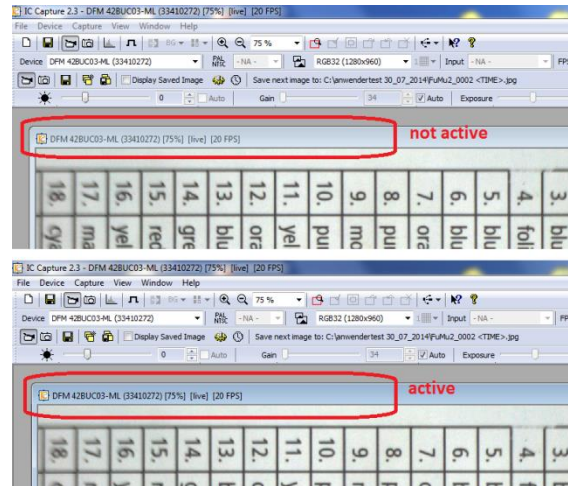 IC Capture 2.3 - DFM 42BUC03-ML (33410272) [75%] [live] [20 FPS]
File Device Capture View Window Help
75 %
Device DFM 42BUC03-ML (33410272) PAL NTSC - NA - RGB32 (1280x960) Input - NA - FPS
Display Saved Image Save next image to: C:\anwendertest 30_07_2014\FuMu2_0002 <TIME>.jpg
0 Auto Gain 34 Auto Exposure
DFM 42BUC03-ML (33410272) [75%] [live] [20 FPS]
not active
18. 17. 16. 15. 14. 13. 12. 11. 10. 9. 8. 7. 6. 5. 4. 3.
IC Capture 2.3 - DFM 42BUC03-ML (33410272) [75%] [live] [20 FPS]
File Device Capture View Window Help
75 %
Device DFM 42BUC03-ML (33410272) PAL NTSC - NA - RGB32 (1280x960) Input - NA - FP
Display Saved Image Save next image to: C:\anwendertest 30_07_2014\FuMu2_0002 <TIME>.jpg
0 Auto Gain 34 Auto Exposure
DFM 42BUC03-ML (33410272) [75%] [live] [20 FPS]
active
18. 17. 16. 15. 14. 13. 12. 11. 10. 9. 8. 7. 6. 5. 4. 3.